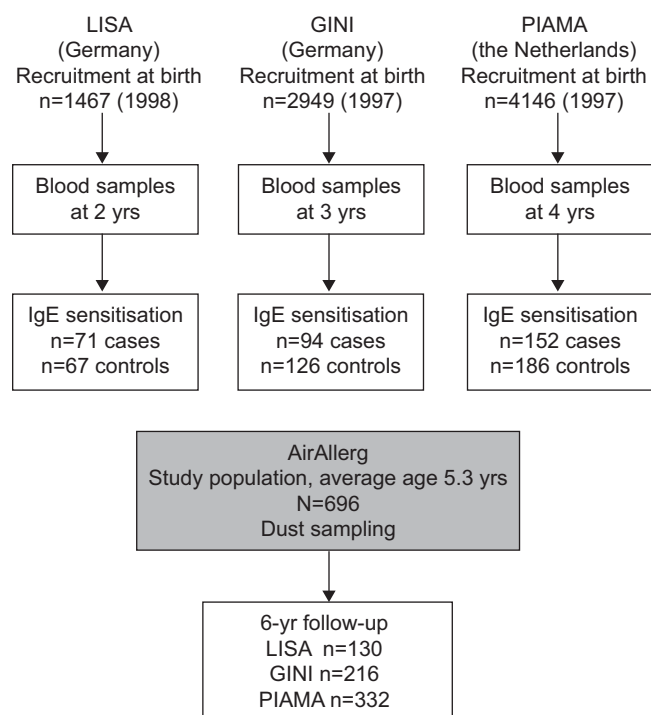 LISA
(Germany)
Recruitment at birth
n=1467 (1998)
GINI
(Germany)
Recruitment at birth
n=2949 (1997)
PIAMA
(the Netherlands)
Recruitment at birth
n=4146 (1997)
Blood samples
at 2 yrs
Blood samples
at 3 yrs
Blood samples
at 4 yrs
IgE sensitisation
n=71 cases
n=67 controls
IgE sensitisation
n=94 cases
n=126 controls
IgE sensitisation
n=152 cases
n=186 controls
AirAllerg
Study population, average age 5.3 yrs
N=696
Dust sampling
6-yr follow-up
LISA n=130
GINI n=216
PIAMA n=332